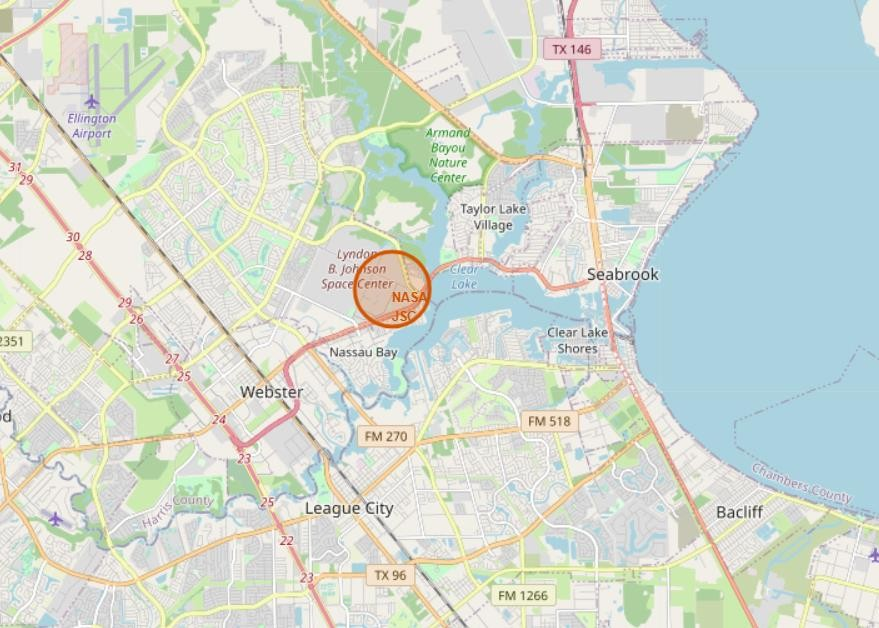 TX 146
Ellington
Airport
Armand
Bayou
Nature
Center
31
29
Taylor Lake
Village
30
28
Lyndon
B. Johnson
Space Center
Clear
Lake
Seabrook
NASA
JSC
29
26
2351
Clear Lake
Shores
Nassau Bay
27
25
Webster
24
FM 518
FM 270
23
Chambers County
Harris County
25
League City
Bacliff
22
TX 96
23
FM 1266